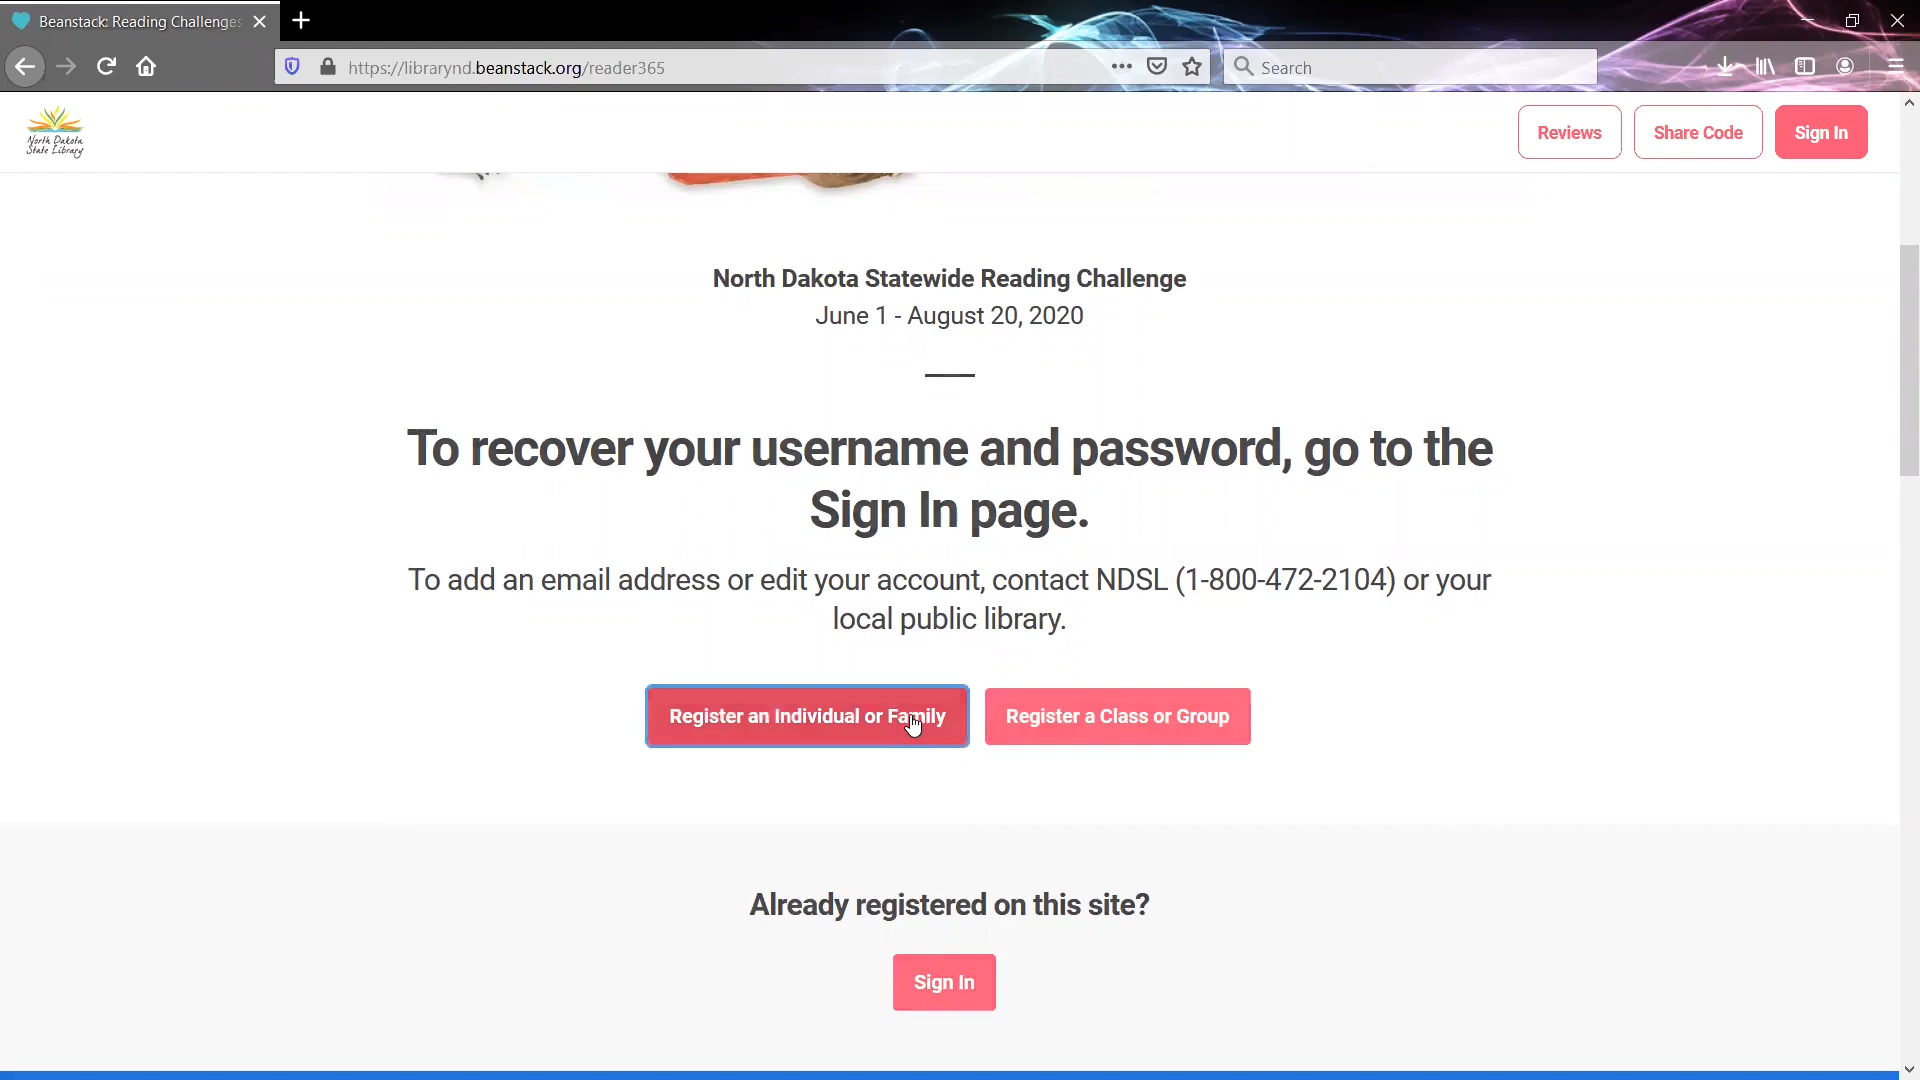 Beanstack: Reading Challenges
https://librarynd.beanstack.org/reader365
Search
North Dakota
State Library
Reviews
Share Code
Sign In
North Dakota Statewide Reading Challenge
June 1 - August 20, 2020
To recover your username and password, go to the
Sign In page.
To add an email address or edit your account, contact NDSL (1-800-472-2104) or your
local public library.
Register an Individual or Family
Register a Class or Group
Already registered on this site?
Sign In